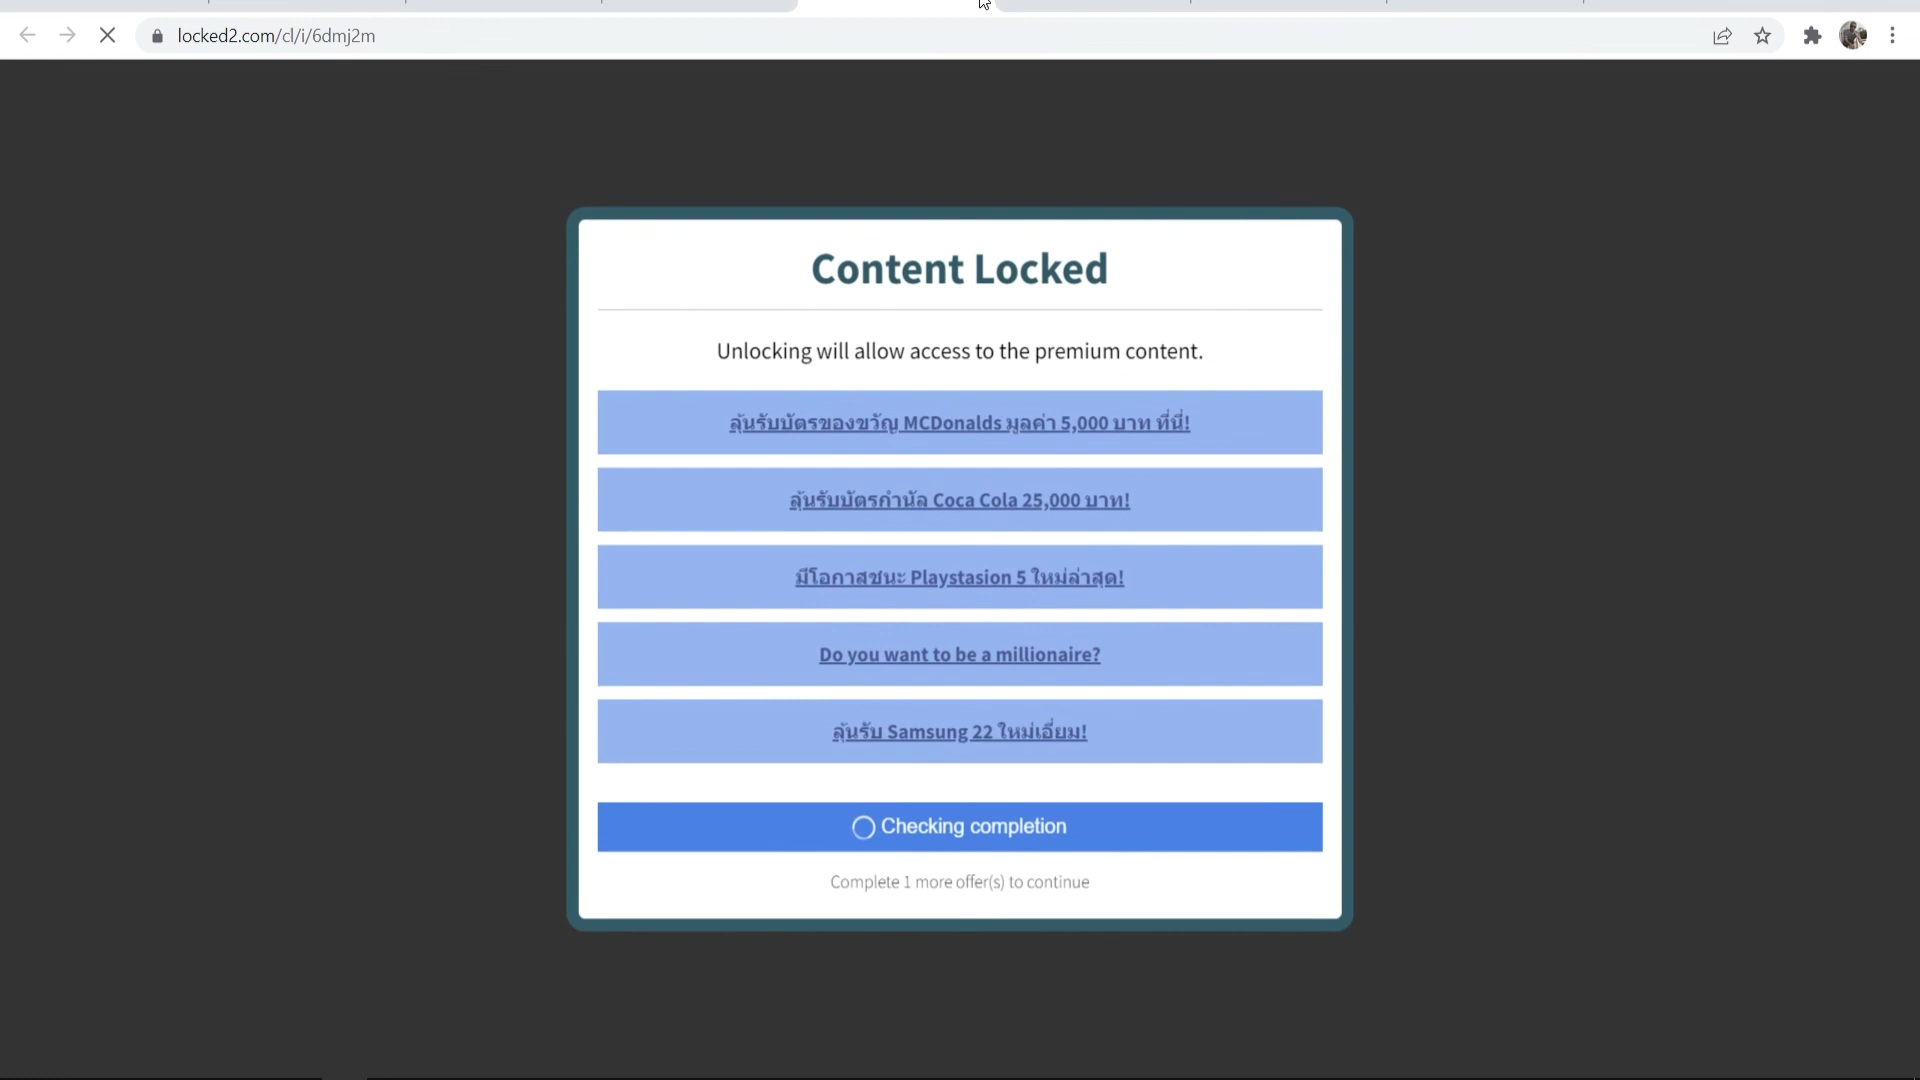 locked2.com/cl/i/6dmj2m
Content Locked
Unlocking will allow access to the premium content.
ลุ้นรับบัตรของขวัญ MCDonalds มูลค่า 5,000 บาท ที่นี่!
ลุ้นรับบัตรกำนัล Coca Cola 25,000 บาท!
มีโอกาสชนะ Playstasion 5 ใหม่ล่าสุด!
Do you want to be a millionaire?
ลุ้นรับ Samsung 22 ใหม่เอี่ยม!
Checking completion
Complete 1 more offer(s) to continue